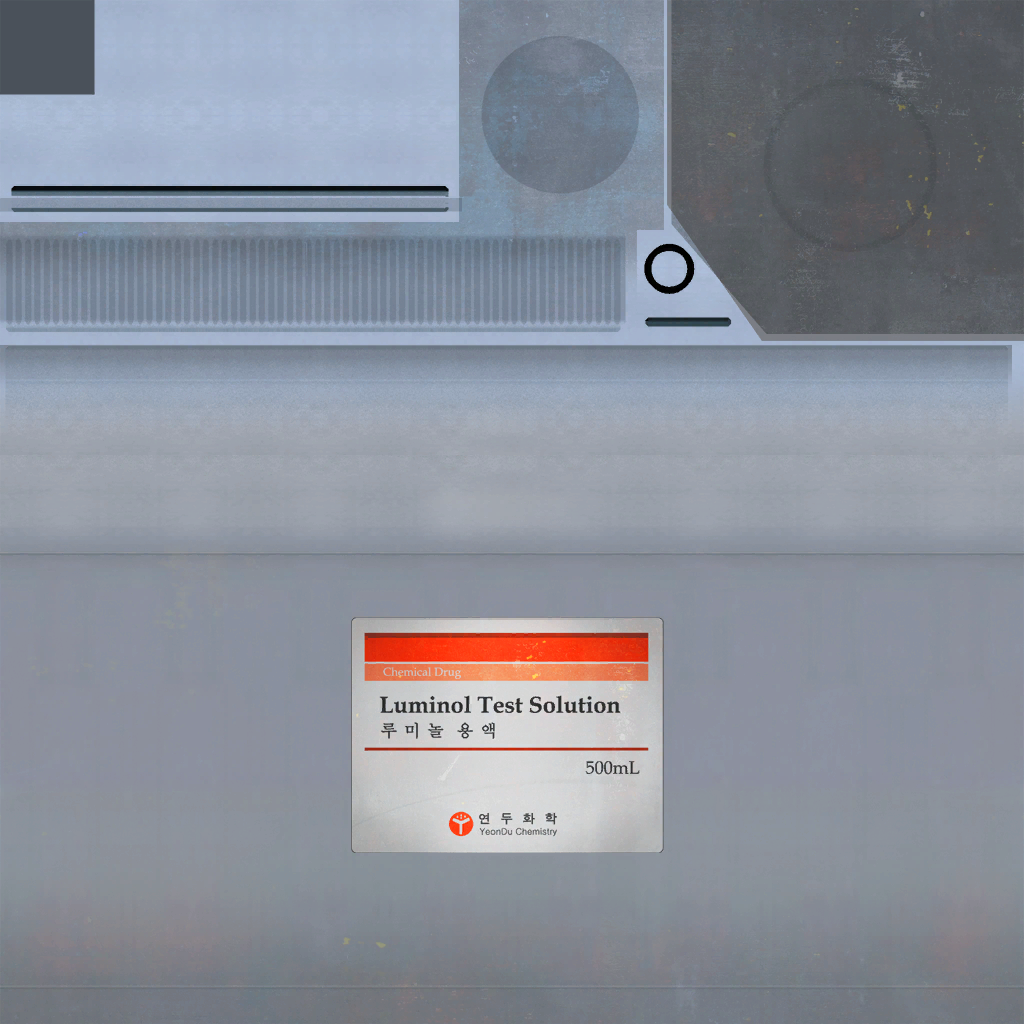 Chemical Drug
Luminol Test Solution
루미놀 용액
500mL
연두화학
YeonDu Chemistry